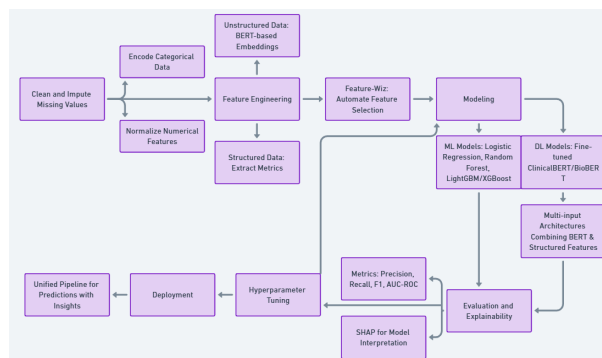 Unstructured Data:
BERT-based
Embeddings
Encode Categorical
Data
Clean and Impute
Missing Values
Feature Engineering
Feature-Wiz:
Automate Feature
Selection
Modeling
Normalize Numerical
Features
Structured Data:
Extract Metrics
ML Models: Logistic
Regression, Random
Forest,
LightGBM/XGBoost
DL Models: Fine-
tuned
ClinicalBERT/BioBER
T
Multi-input
Architectures
Combining BERT &
Structured Features
Metrics: Precision,
Recall, F1, AUC-ROC
Unified Pipeline for
Predictions with
Insights
Deployment
Hyperparameter
Tuning
Evaluation and
Explainability
SHAP for Model
Interpretation